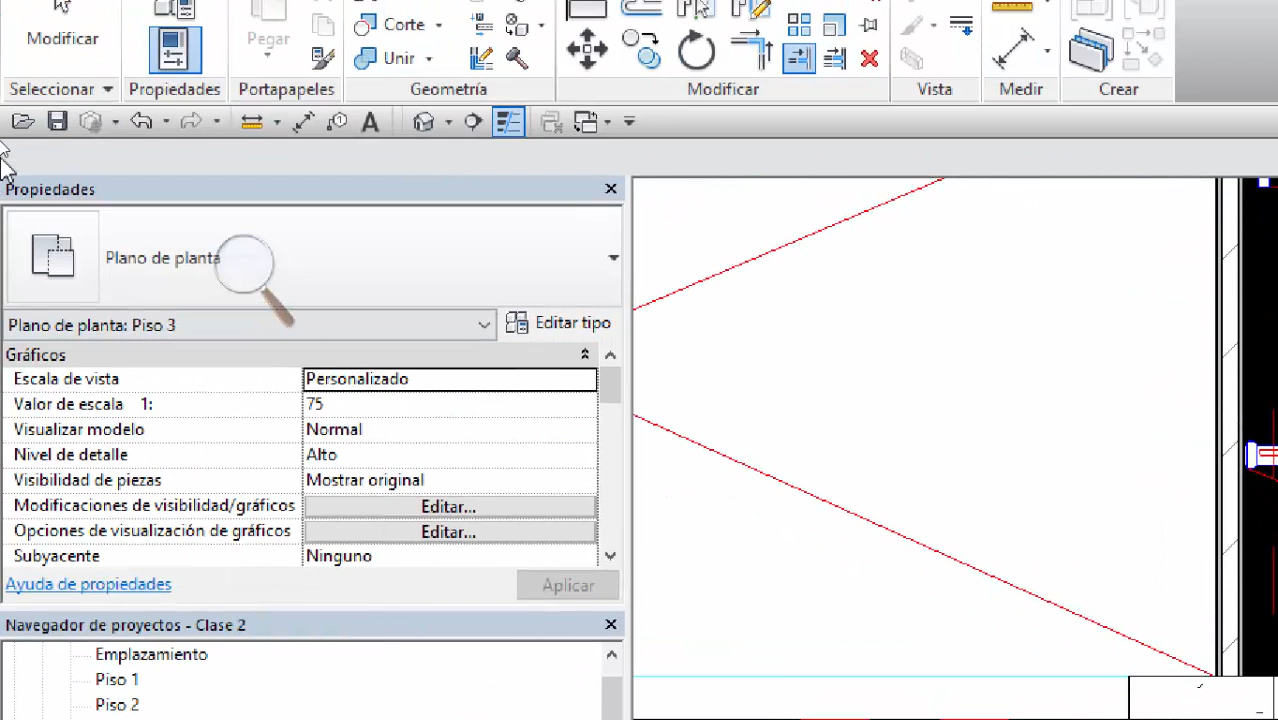 Modificar
Pegar
Corte
Unir
Seleccionar
Propiedades
Portapapeles
Geometría
Modificar
Vista
Medir
Crear
A
Propiedades
Plano de planta
Plano de planta: Piso 3
Editar tipo
Gráficos
Escala de vista Personalizado
Valor de escala 1: 75
Visualizar modelo Normal
Nivel de detalle Alto
Visibilidad de piezas Mostrar original
Modificaciones de visibilidad/gráficos Editar...
Opciones de visualización de gráficos Editar...
Subyacente Ninguno
Ayuda de propiedades
Aplicar
Navegador de proyectos - Clase 2
Emplazamiento
Piso 1
Piso 2